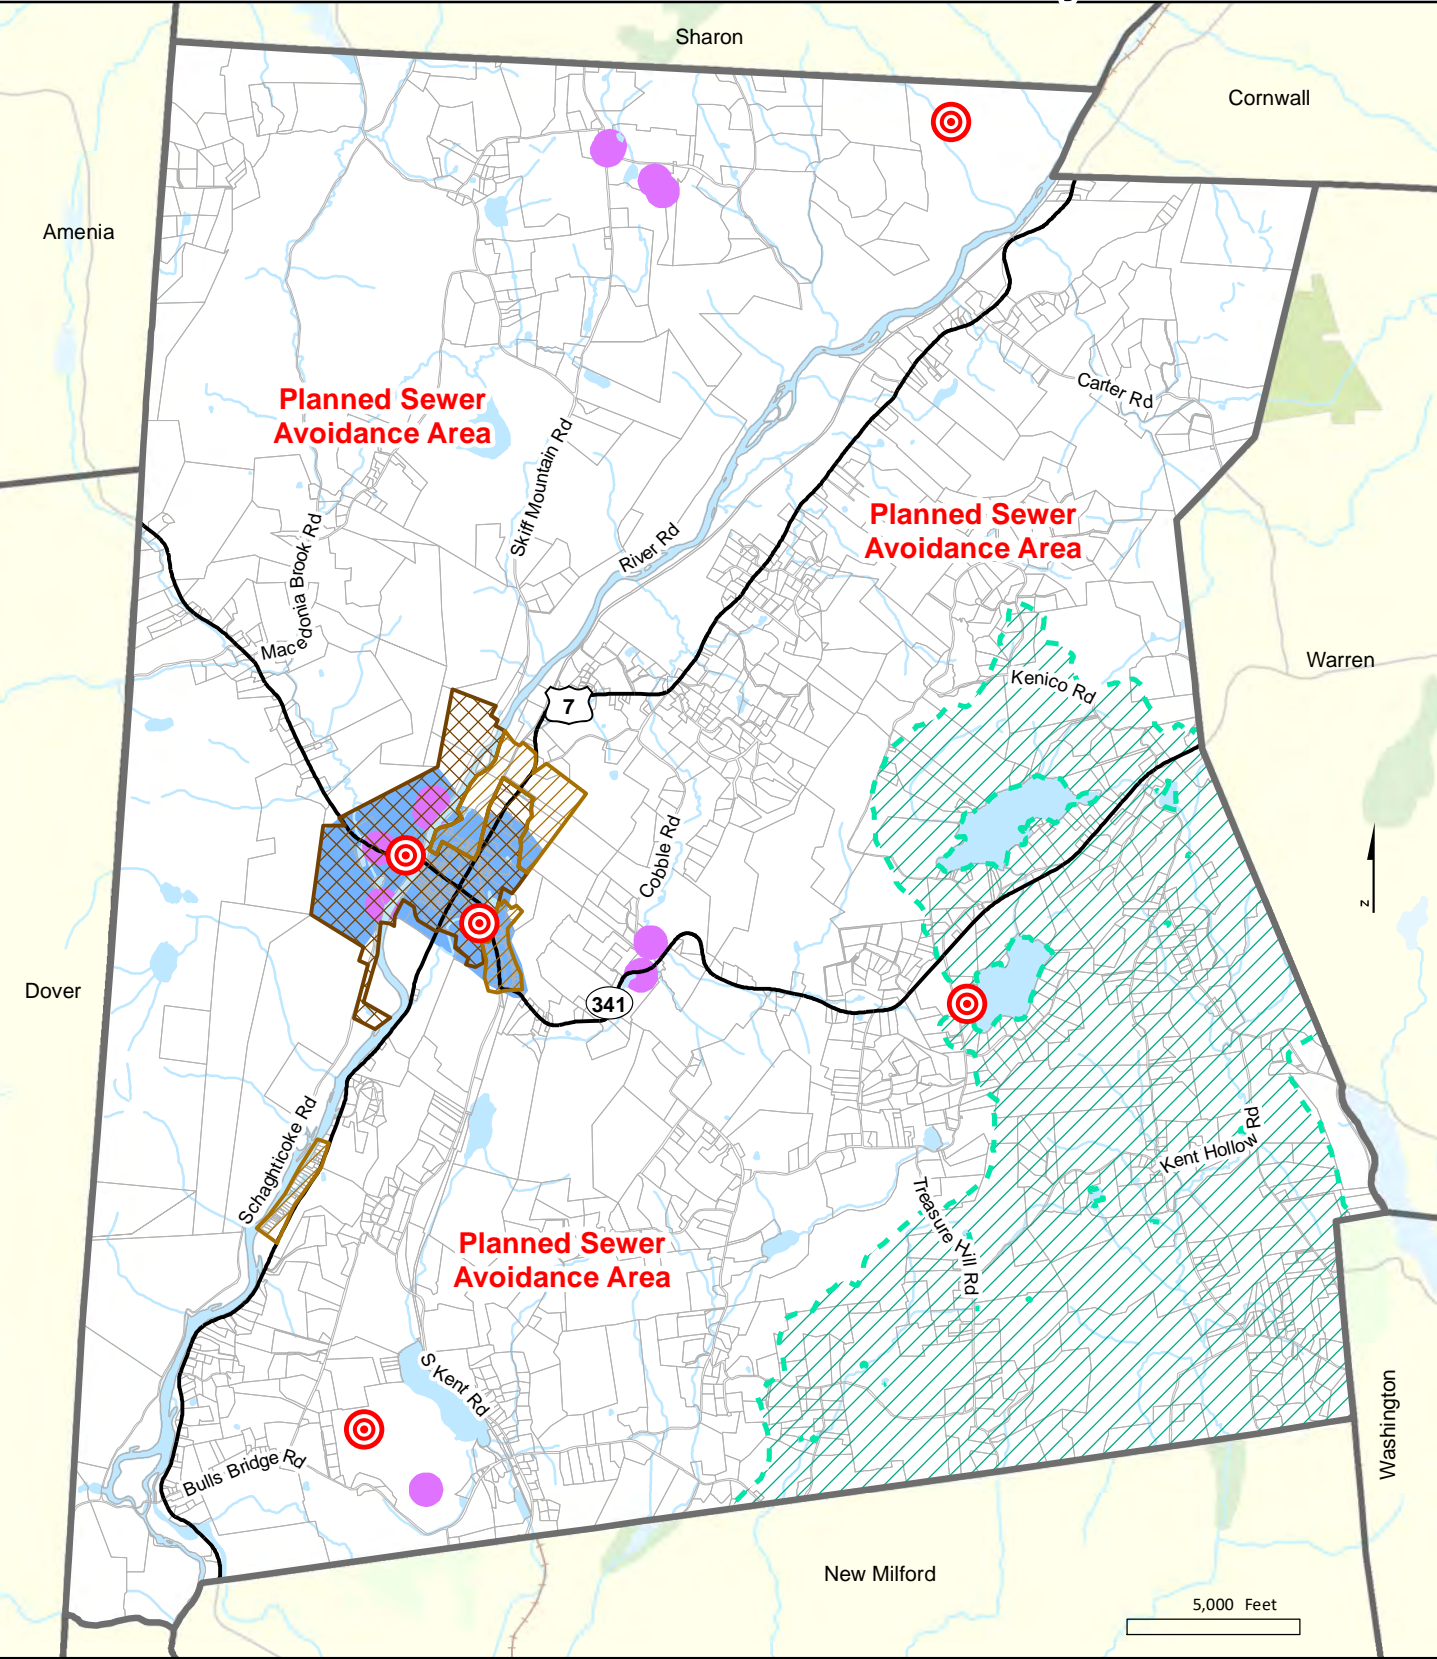 Sharon
Cornwall
Amenia
Planned Sewer
Avoidance Area
Carter Rd
Skiff Mountain Rd
River Rd
Planned Sewer
Avoidance Area
Macedonia Brook Rd
Warren
Kenico Rd
7
Cobble Rd
z
Dover
341
Schaghticoke Rd
Kent Hollow Rd
Treasure Hill Rd
Planned Sewer
Avoidance Area
S Kent Rd
Bulls Bridge Rd
Washington
New Milford
5,000 Feet